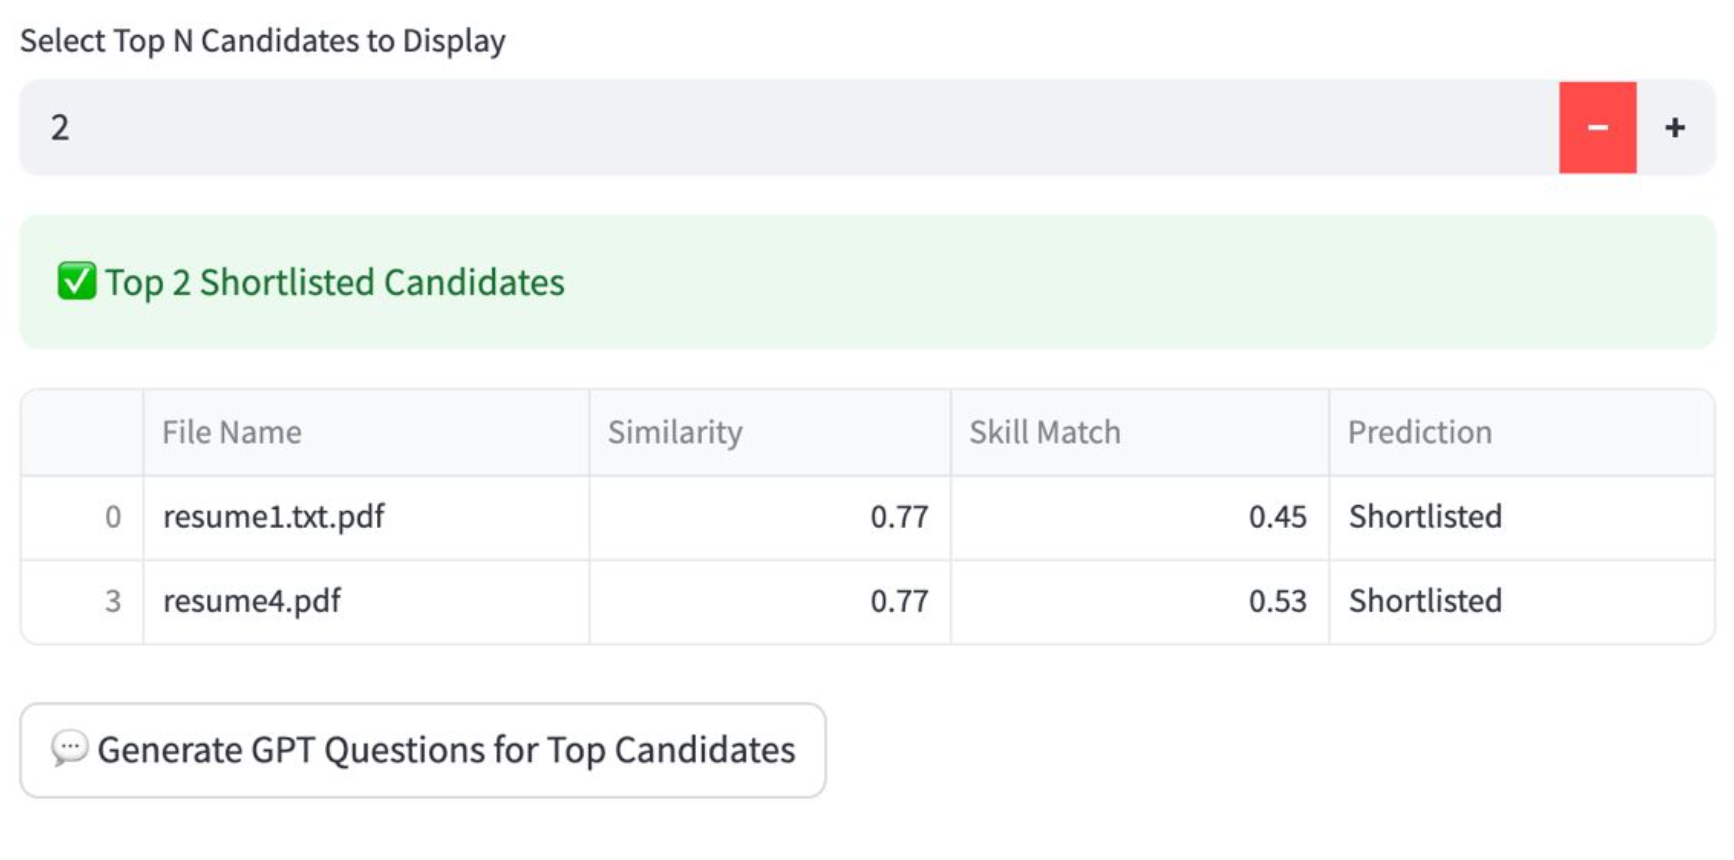 Select Top N Candidates to Display
2 − +
✅ Top 2 Shortlisted Candidates
File Name Similarity Skill Match Prediction
0 resume1.txt.pdf 0.77 0.45 Shortlisted
3 resume4.pdf 0.77 0.53 Shortlisted
💬 Generate GPT Questions for Top Candidates